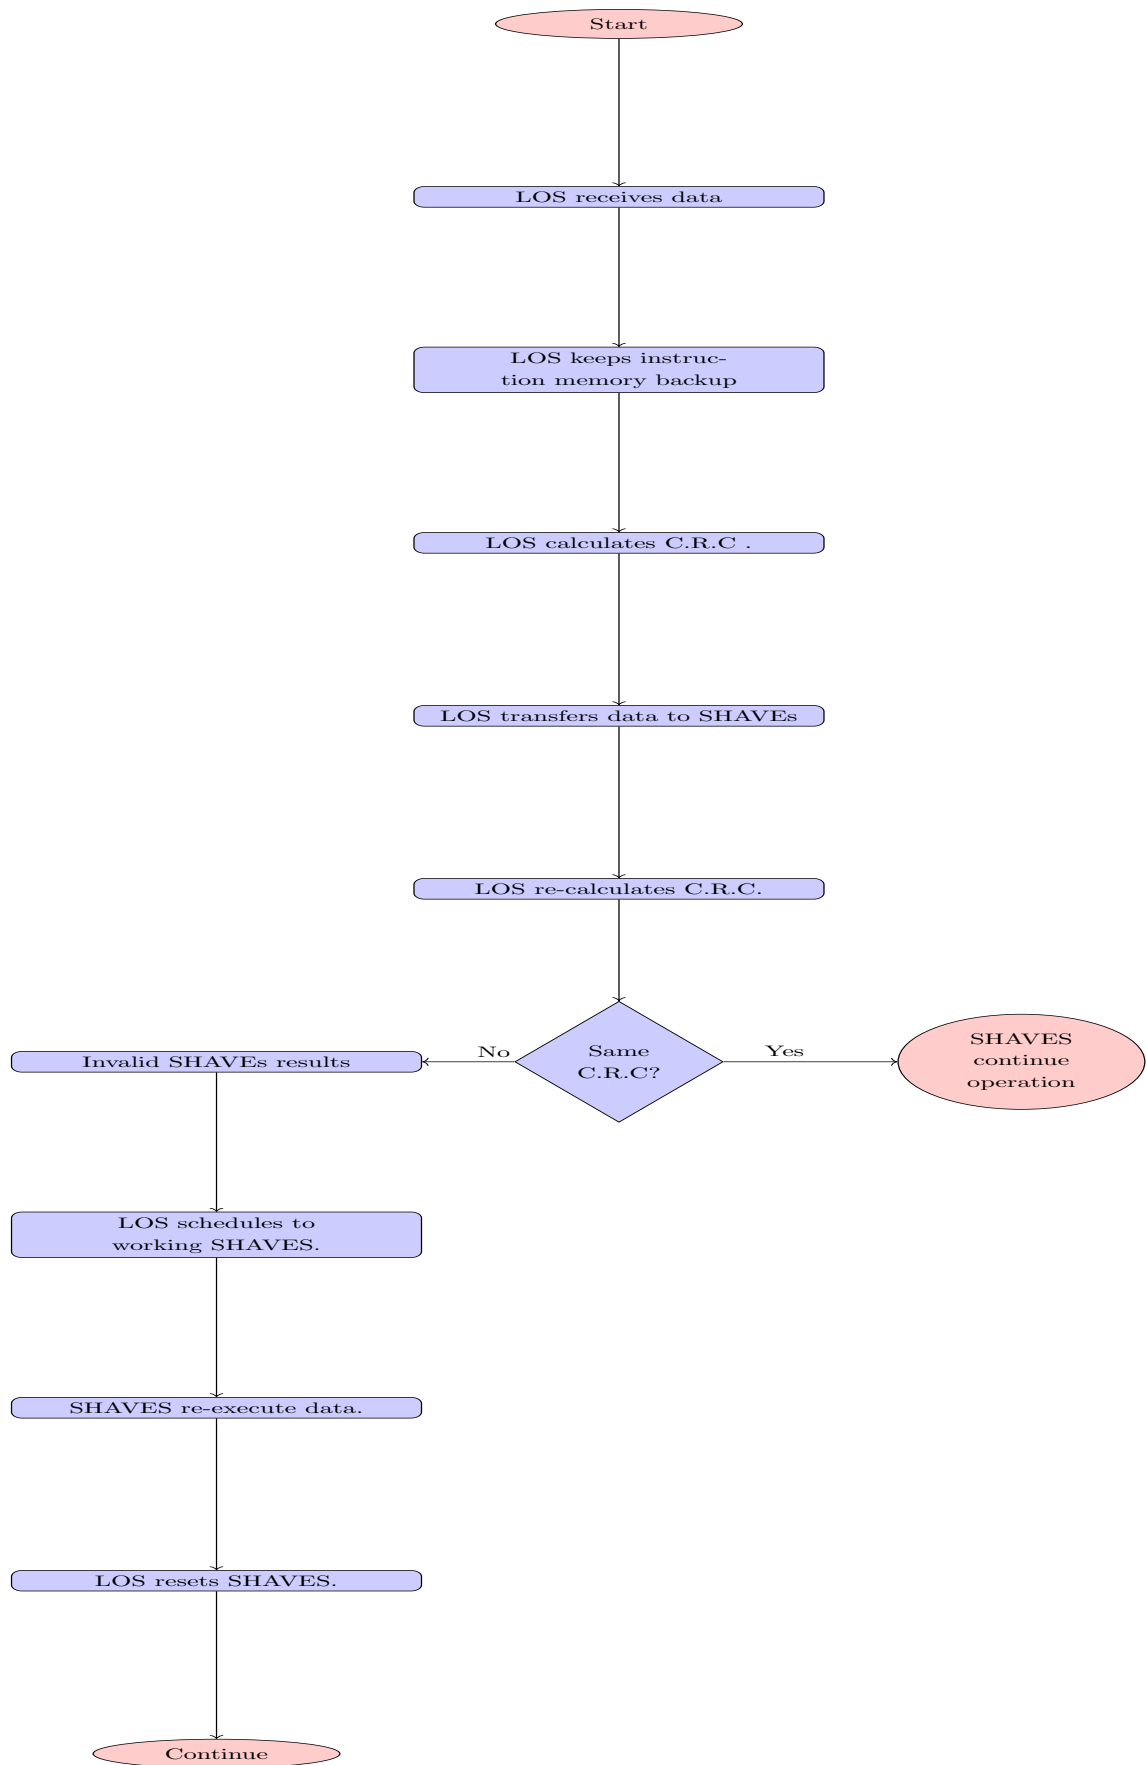 Start
LOS receives data
LOS keeps instruc-
tion memory backup
LOS calculates C.R.C .
LOS transfers data to SHAVEs
LOS re-calculates C.R.C.
Same
C.R.C?
No
Yes
SHAVES
continue
operation
Invalid SHAVEs results
LOS schedules to
working SHAVES.
SHAVES re-execute data.
LOS resets SHAVES.
Continue